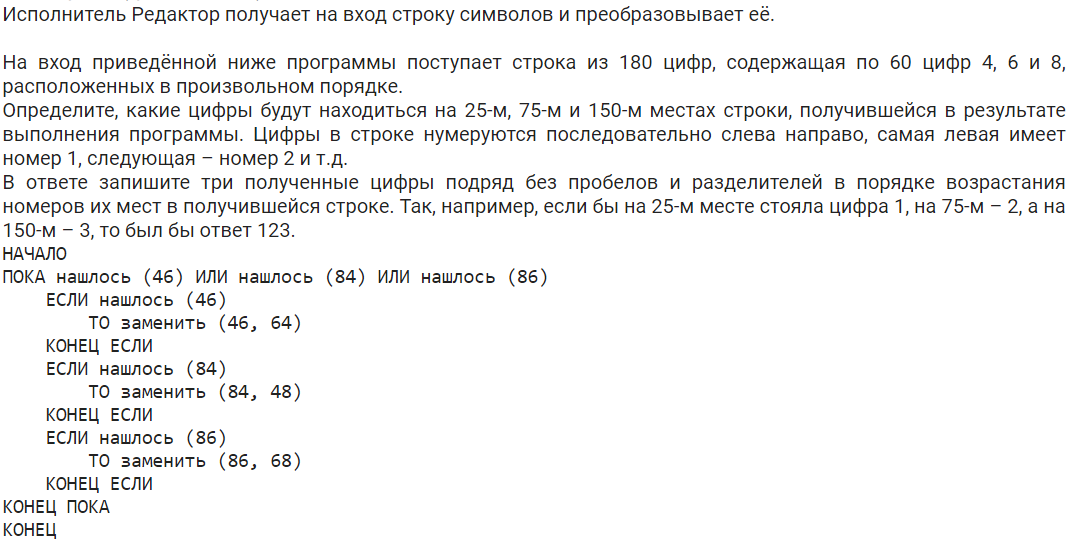 Исполнитель Редактор получает на вход строку символов и преобразовывает её.
На вход приведённой ниже программы поступает строка из 180 цифр, содержащая по 60 цифр 4, 6 и 8,
расположенных в произвольном порядке.
Определите, какие цифры будут находиться на 25-м, 75-м и 150-м местах строки, получившейся в результате
выполнения программы. Цифры в строке нумеруются последовательно слева направо, самая левая имеет
номер 1, следующая – номер 2 и т.д.
В ответе запишите три полученные цифры подряд без пробелов и разделителей в порядке возрастания
номеров их мест в получившейся строке. Так, например, если бы на 25-м месте стояла цифра 1, на 75-м – 2, а на
150-м – 3, то был бы ответ 123.
НАЧАЛО
ПОКА нашлось (46) ИЛИ нашлось (84) ИЛИ нашлось (86)
    ЕСЛИ нашлось (46)
        ТО заменить (46, 64)
    КОНЕЦ ЕСЛИ
    ЕСЛИ нашлось (84)
        ТО заменить (84, 48)
    КОНЕЦ ЕСЛИ
    ЕСЛИ нашлось (86)
        ТО заменить (86, 68)
    КОНЕЦ ЕСЛИ
КОНЕЦ ПОКА
КОНЕЦ